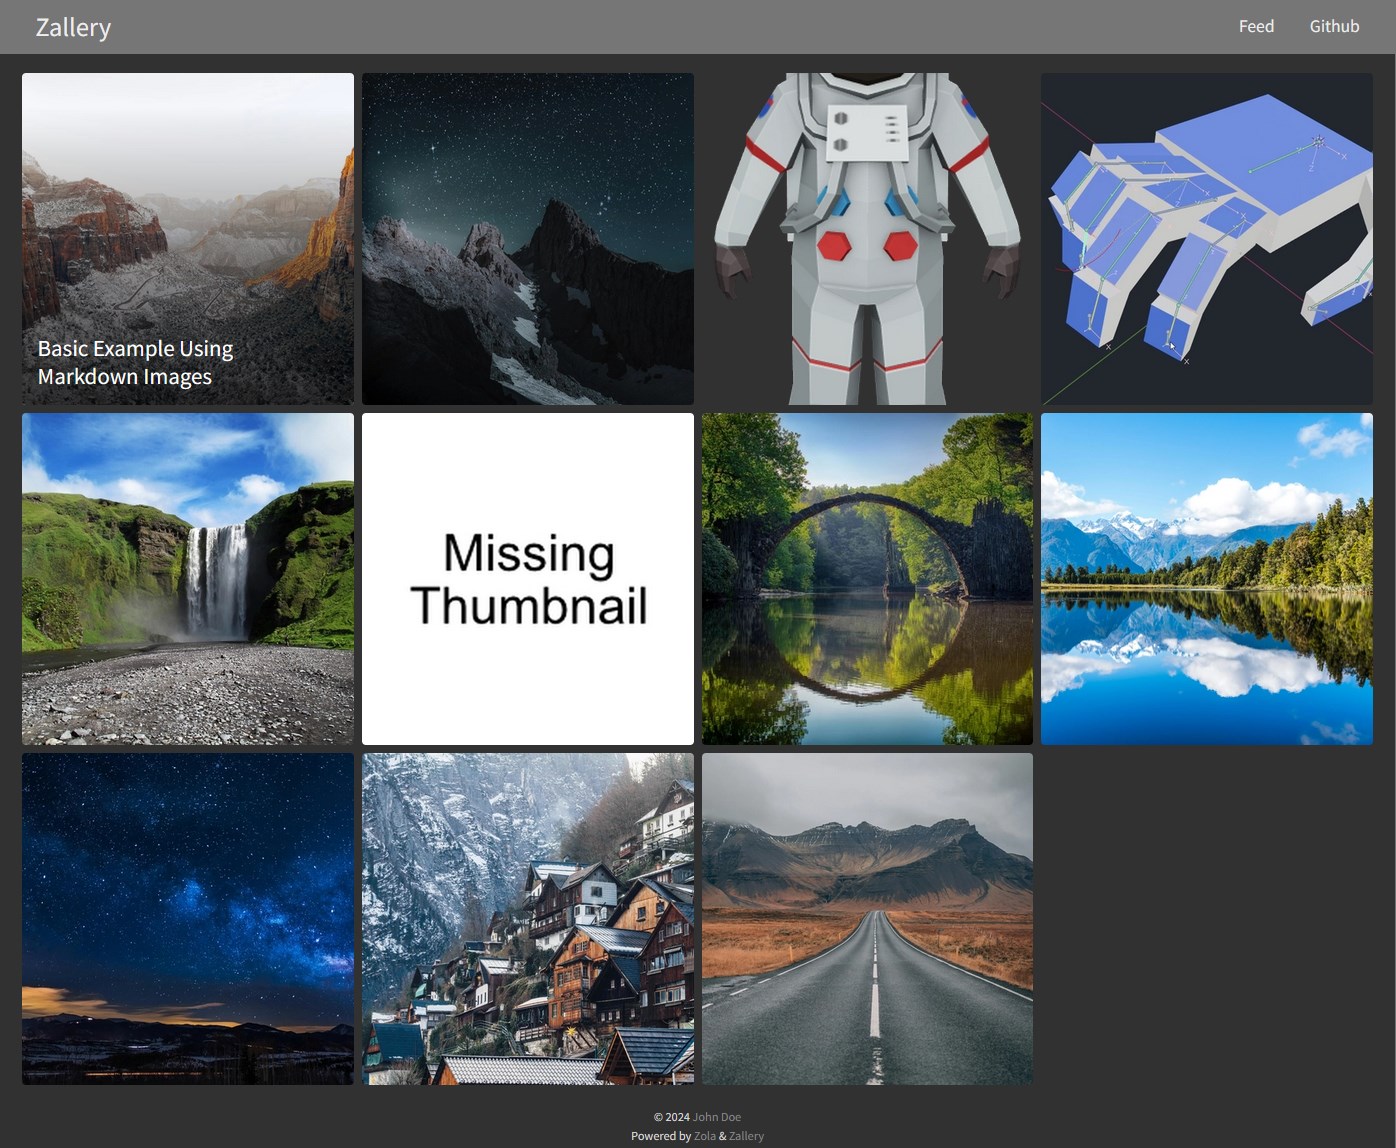 Zallery
Feed
Github
Basic Example Using
Markdown Images
Missing
Thumbnail
© 2024 John Doe
Powered by Zola & Zallery